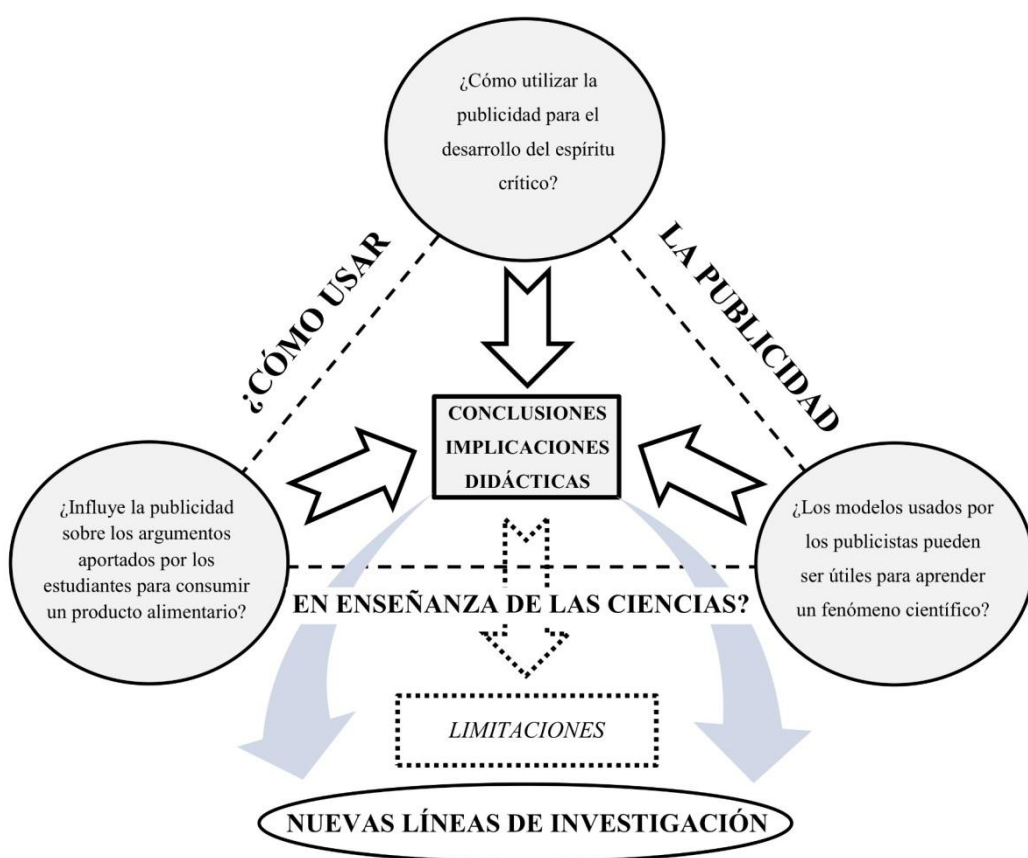 ¿Cómo utilizar la
publicidad para el
desarrollo del espíritu
crítico?
¿CÓMO USAR
LA PUBLICIDAD
CONCLUSIONES
IMPLICACIONES
DIDÁCTICAS
¿Influye la publicidad
sobre los argumentos
aportados por los
estudiantes para consumir
un producto alimentario?
¿Los modelos usados por
los publicistas pueden
ser útiles para aprender
un fenómeno científico?
EN ENSEÑANZA DE LAS CIENCIAS?
LIMITACIONES
NUEVAS LÍNEAS DE INVESTIGACIÓN